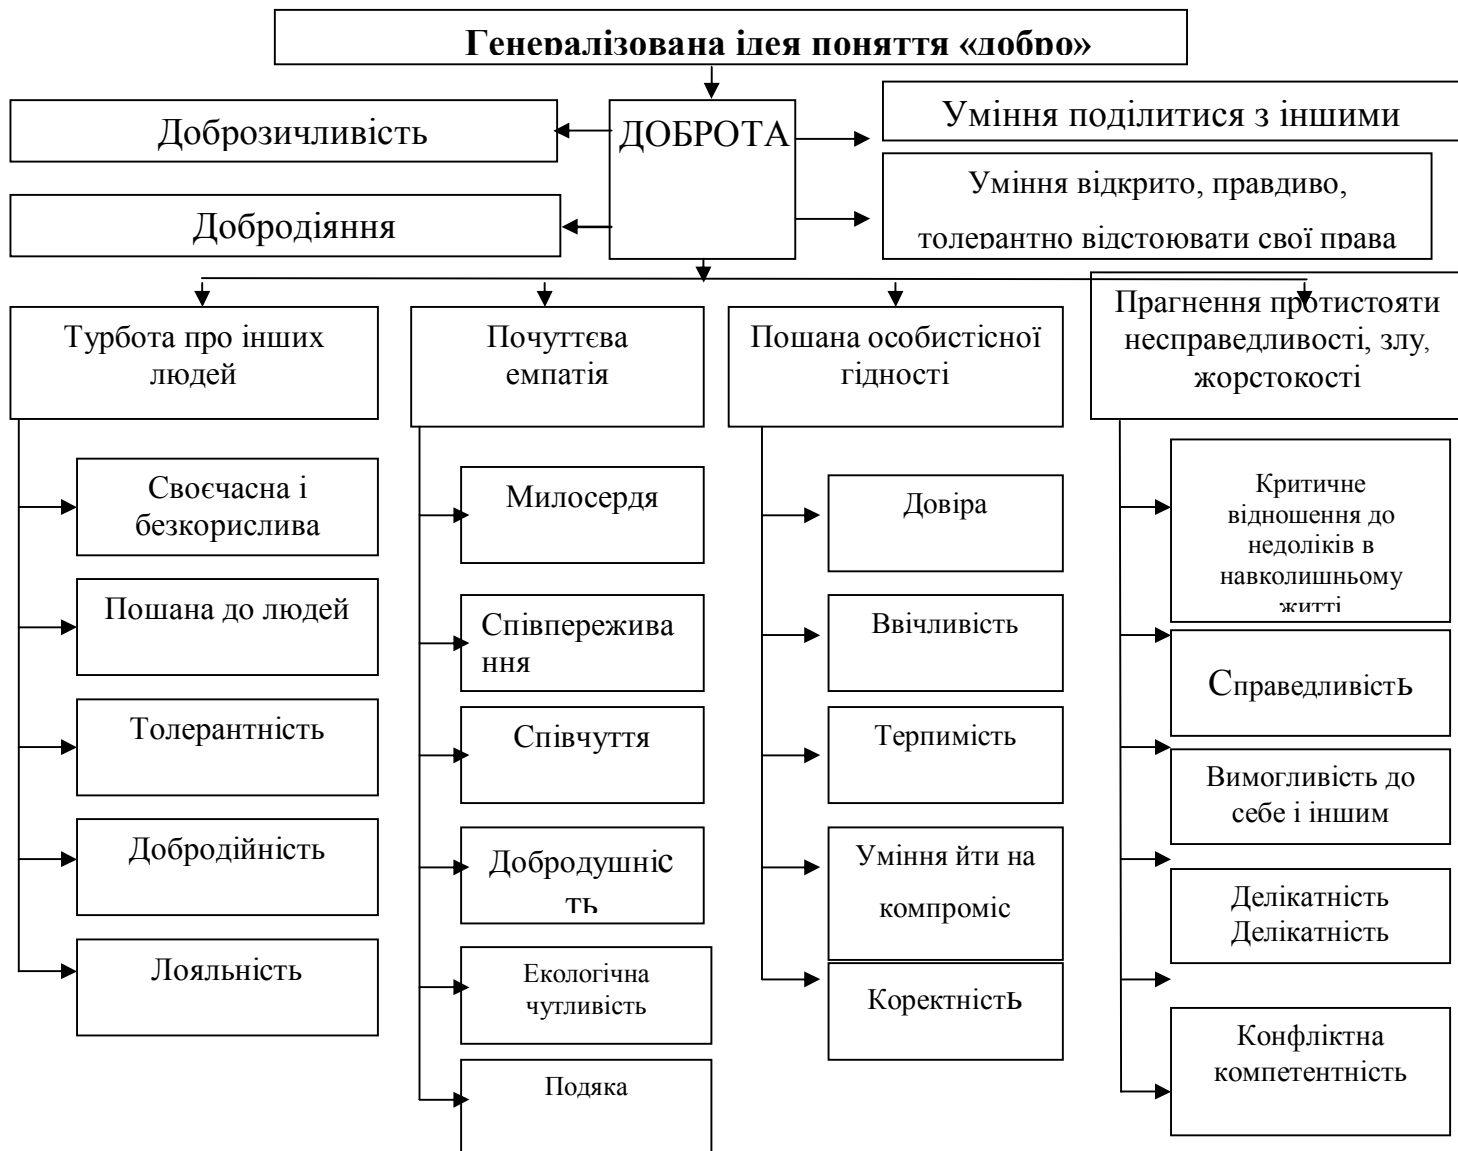 Генералізована ідея поняття «добро»
Доброзичливість
ДОБРОТА
Уміння поділитися з іншими
Добродіяння
Уміння відкрито, правдиво,
толерантно відстоювати свої права
Турбота про інших
людей
Почуттєва
емпатія
Пошана особистісної
гідності
Прагнення протистояти
несправедливості, злу,
жорстокості
Своєчасна і
безкорислива
Пошана до людей
Толерантність
Добродійність
Лояльність
Милосердя
Співпережива
ння
Співчуття
Добродушніс
ть
Екологічна
чутливість
Подяка
Довіра
Ввічливість
Терпимість
Уміння йти на
компроміс
Коректність
Критичне
відношення до
недоліків в
навколишньому
житті
Справедливість
Вимогливість до
себе і іншим
Делікатність
Делікатність
Конфліктна
компетентність